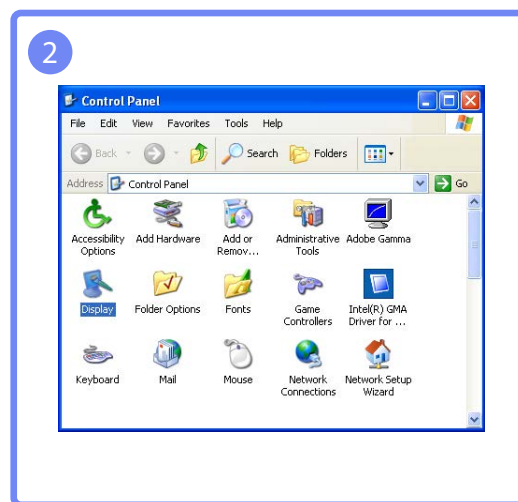 2
Control Panel
File Edit View Favorites Tools Help
Back Search Folders
Address Control Panel Go
Accessibility Options Add Hardware Add or Remov... Administrative Tools Adobe Gamma
Display Folder Options Fonts Game Controllers Intel(R) GMA Driver for ...
Keyboard Mail Mouse Network Connections Network Setup Wizard